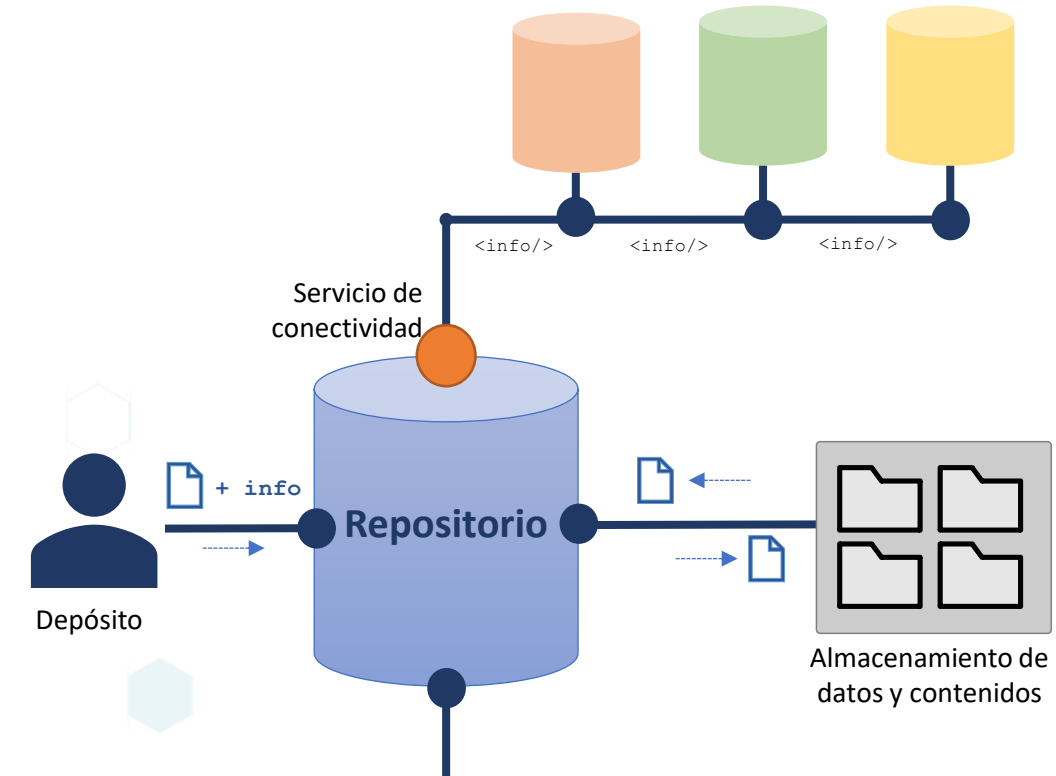 <info/>
<info/>
<info/>
Servicio de
conectividad
+ info
Repositorio
Depósito
Almacenamiento de
datos y contenidos